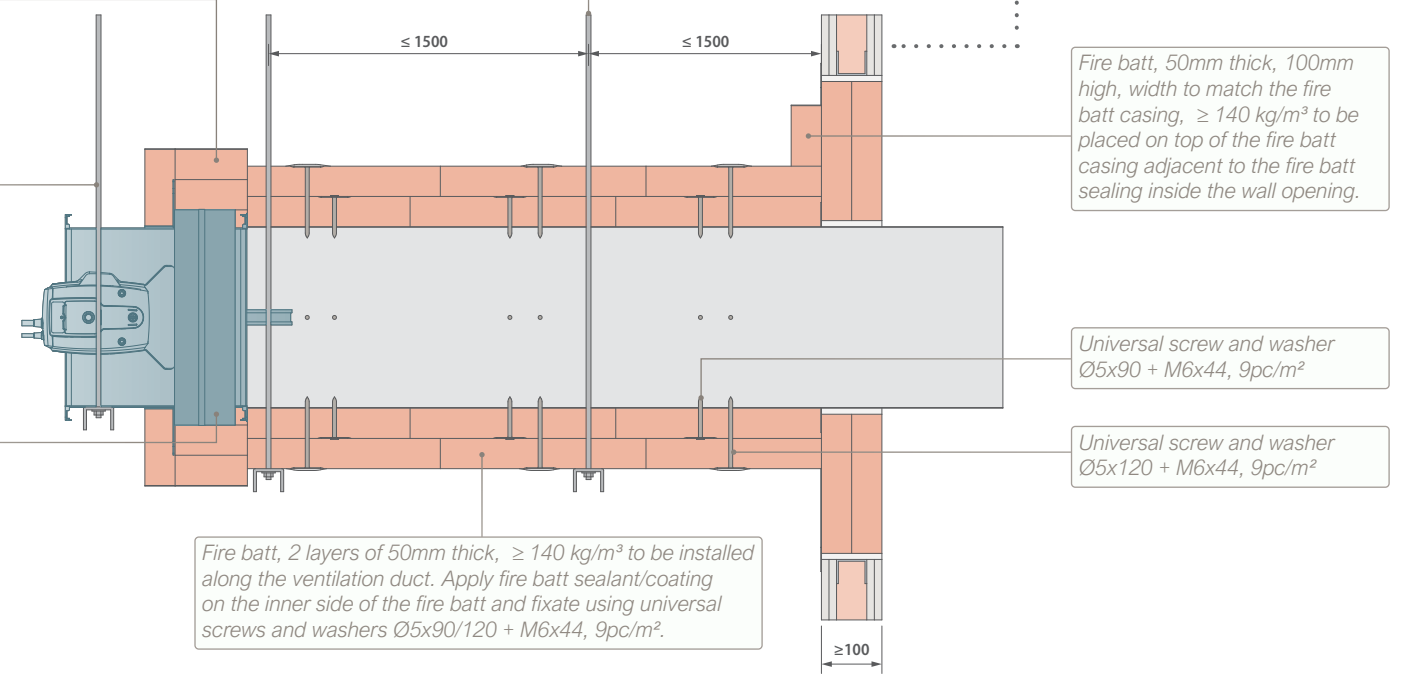 ≤ 1500
≤ 1500
Fire batt, 50mm thick, 100mm
high, width to match the fire
batt casing, ≥ 140 kg/m³ to be
placed on top of the fire batt
casing adjacent to the fire batt
sealing inside the wall opening.
Universal screw and washer
Ø5x90 + M6x44, 9pc/m²
Universal screw and washer
Ø5x120 + M6x44, 9pc/m²
Fire batt, 2 layers of 50mm thick, ≥ 140 kg/m³ to be installed
along the ventilation duct. Apply fire batt sealant/coating
on the inner side of the fire batt and fixate using universal
screws and washers Ø5x90/120 + M6x44, 9pc/m².
≥100